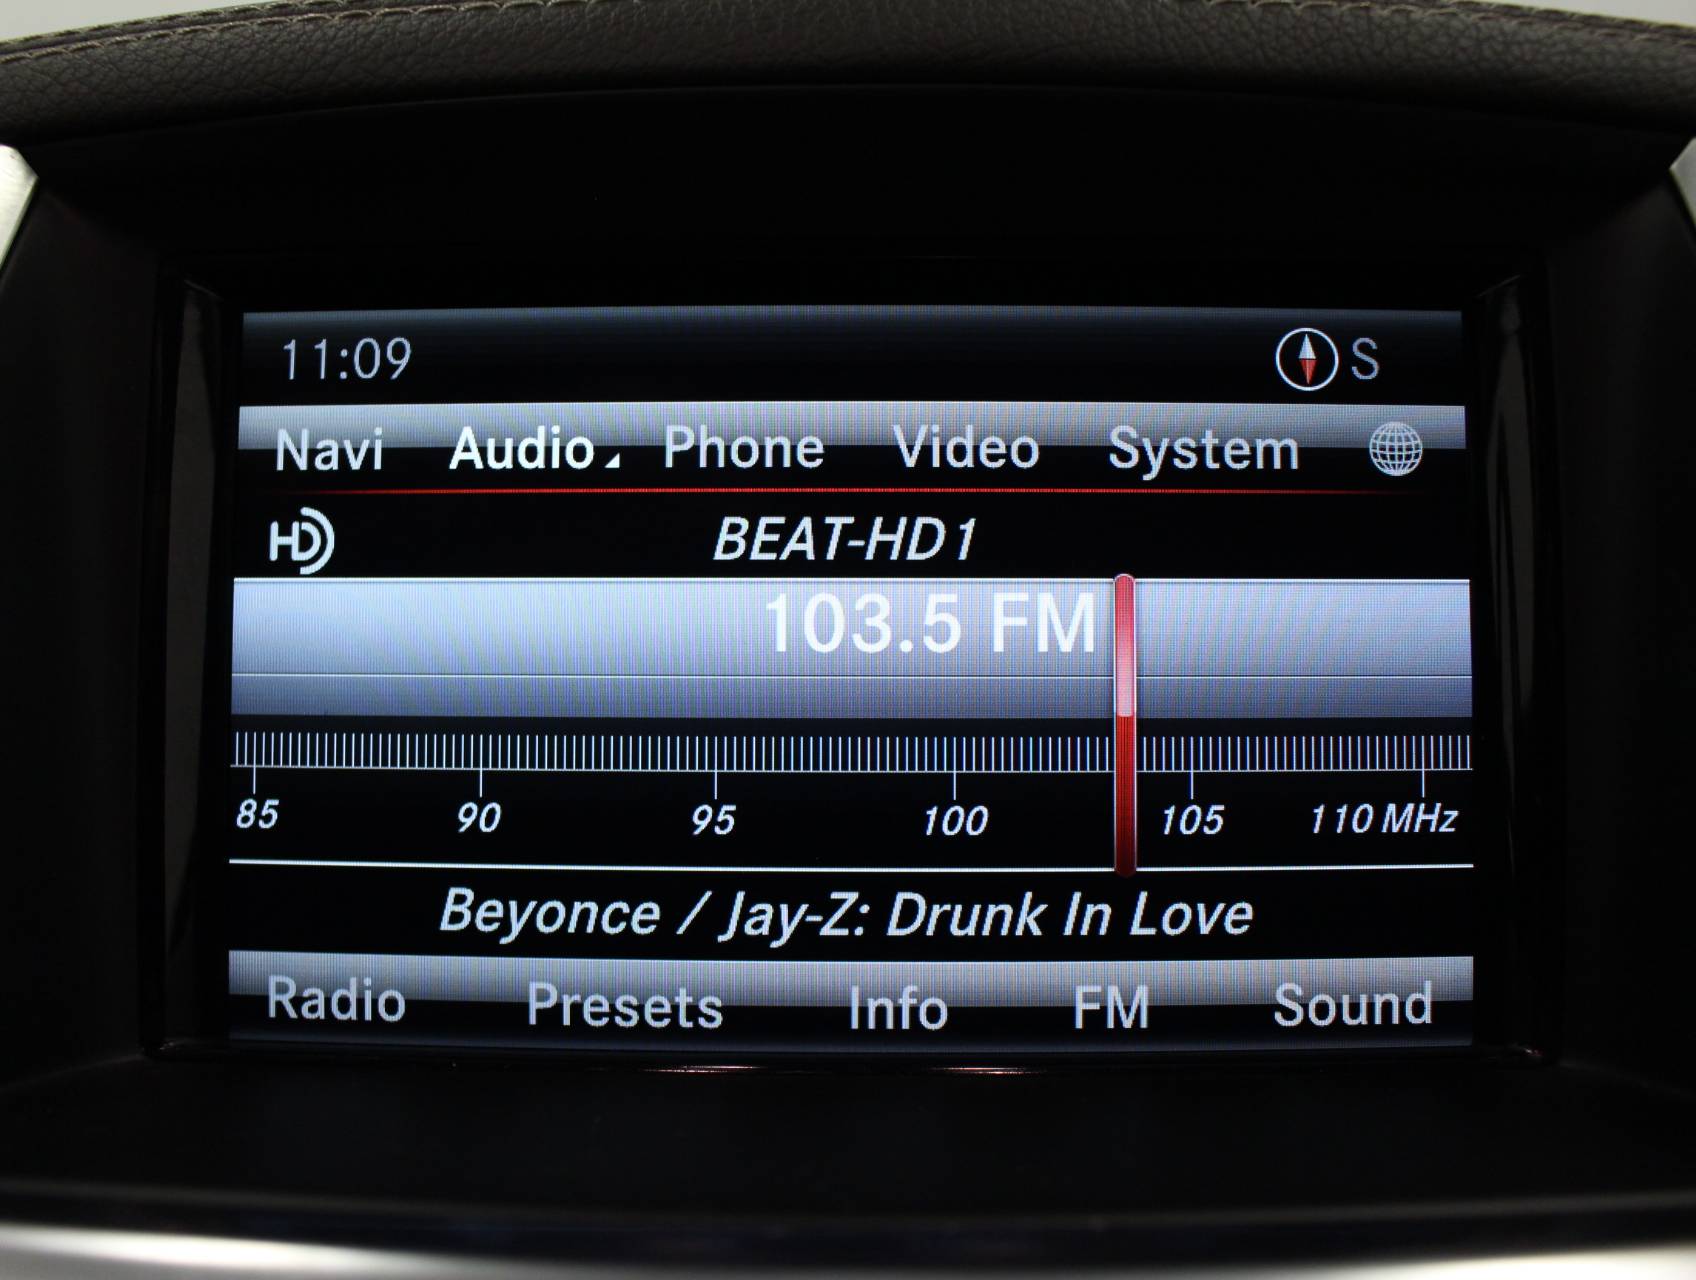 11:09 S
Navi Audio Phone Video System
HD BEAT-HD1
103.5 FM
85 90 95 100 105 110 MHz
Beyonce / Jay-Z: Drunk In Love
Radio Presets Info FM Sound